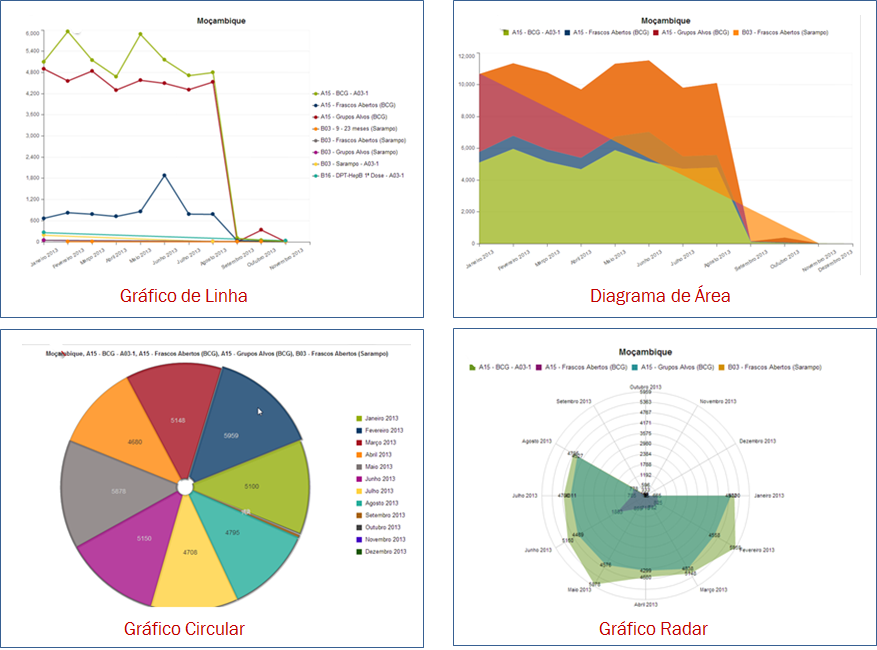 Moçambique
6,000
5,400
4,800
4,200
3,600
3,000
2,400
1,800
1,200
600
0
Janeiro 2013
Fevereiro 2013
Março 2013
Abril 2013
Maio 2013
Junho 2013
Julho 2013
Agosto 2013
Setembro 2013
Outubro 2013
Novembro 2013
A15 - BCG - A03-1
A15 - Frascos Abertos (BCG)
A15 - Grupos Alvos (BCG)
B03 - 9 - 23 meses (Sarampo)
B03 - Frascos Abertos (Sarampo)
B03 - Grupos Alvos (Sarampo)
B03 - Sarampo - A03-1
B16 - DPT-HepB 1ª Dose - A03-1
Gráfico de Linha
Moçambique
A15 - BCG - A03-1 A15 - Frascos Abertos (BCG) A15 - Grupos Alvos (BCG) B03 - Frascos Abertos (Sarampo)
12,000
10,000
8,000
6,000
4,000
2,000
0
Janeiro 2013
Fevereiro 2013
Março 2013
Abril 2013
Maio 2013
Junho 2013
Julho 2013
Agosto 2013
Setembro 2013
Outubro 2013
Novembro 2013
Dezembro 2013
Diagrama de Área
Moçambique, A15 - BCG - A03-1, A15 - Frascos Abertos (BCG), A15 - Grupos Alvos (BCG), B03 - Frascos Abertos (Sarampo)
5146
5959
4680
5100
5150
4795
4708
Janeiro 2013
Fevereiro 2013
Março 2013
Abril 2013
Maio 2013
Junho 2013
Julho 2013
Agosto 2013
Setembro 2013
Outubro 2013
Novembro 2013
Dezembro 2013
Gráfico Circular
Moçambique
A15 - BCG - A03-1 A15 - Frascos Abertos (BCG) A15 - Grupos Alvos (BCG) B03 - Frascos Abertos (Sarampo)
Outubro 2013
5959
5363
4767
4171
3575
2980
2384
1788
1192
596
Setembro 2013
Novembro 2013
Agosto 2013
Dezembro 2013
Julho 2013
Janeiro 2013
Junho 2013
Fevereiro 2013
Maio 2013
Março 2013
Abril 2013
Gráfico Radar